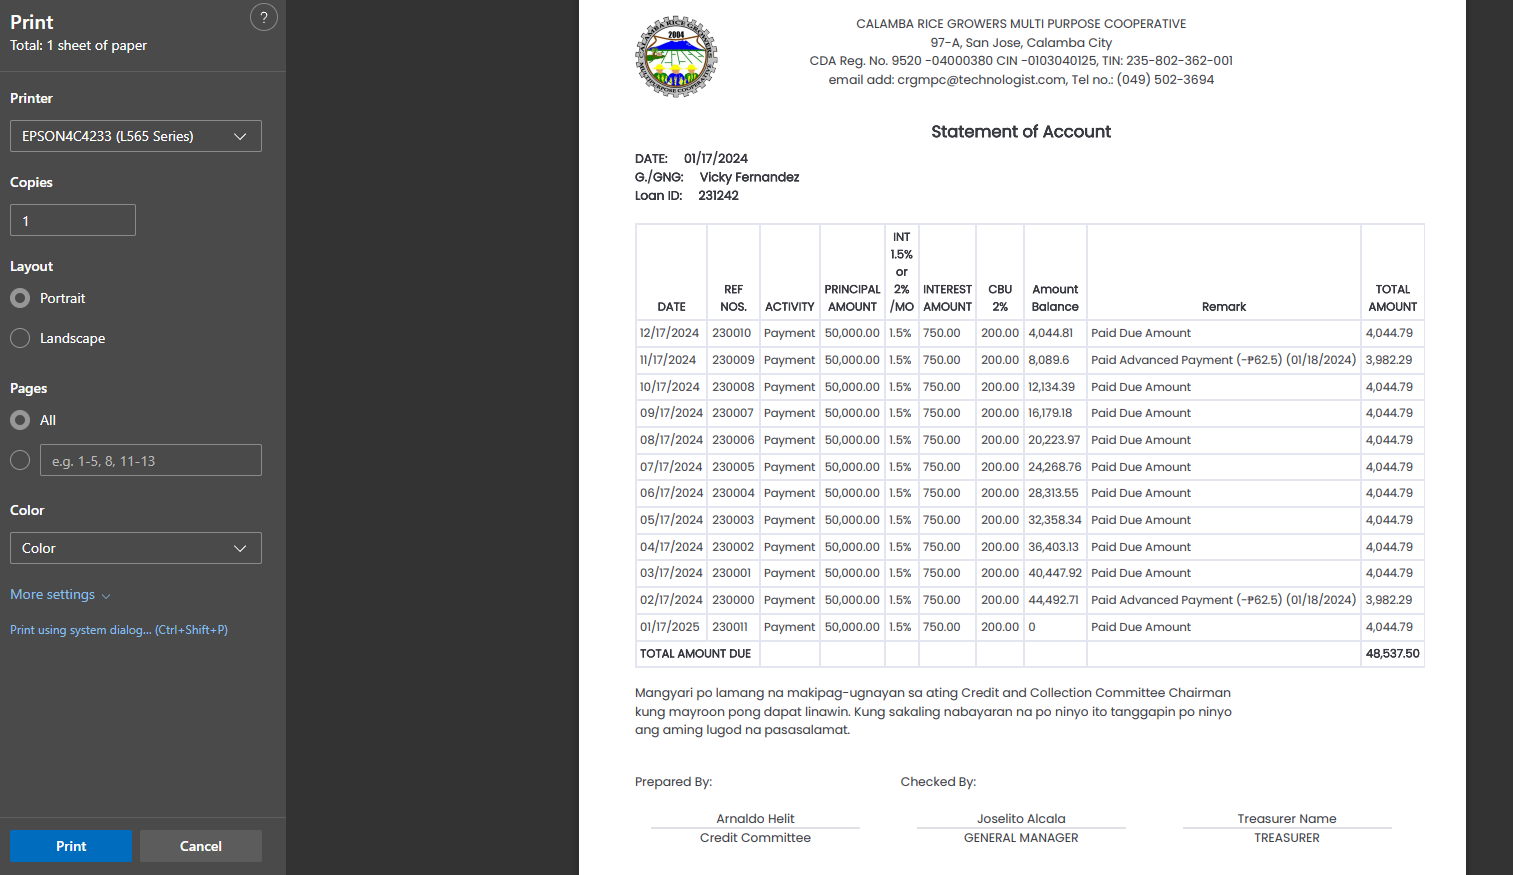 Print
?
Total: 1 sheet of paper
Printer
EPSON4C4233 (L565 Series)
Copies
1
Layout
Portrait
Landscape
Pages
All
e.g. 1-5, 8, 11-13
Color
Color
More settings
Print using system dialog... (Ctrl+Shift+P)
Print Cancel
CALAMBA RICE GROWERS
2004
MULTIPURPOSE COOPERATIVE
CALAMBA RICE GROWERS MULTI PURPOSE COOPERATIVE
97-A, San Jose, Calamba City
CDA Reg. No. 9520 -04000380 CIN -0103040125, TIN: 235-802-362-001
email add: crgmpc@technologist.com, Tel no.: (049) 502-3694
Statement of Account
DATE: 01/17/2024
G./GNG: Vicky Fernandez
Loan ID: 231242
DATE REF NOS. ACTIVITY PRINCIPAL AMOUNT INT 1.5% or 2% /MO INTEREST AMOUNT CBU 2% Amount Balance Remark TOTAL AMOUNT
12/17/2024 230010 Payment 50,000.00 1.5% 750.00 200.00 4,044.81 Paid Due Amount 4,044.79
11/17/2024 230009 Payment 50,000.00 1.5% 750.00 200.00 8,089.6 Paid Advanced Payment (-₱62.5) (01/18/2024) 3,982.29
10/17/2024 230008 Payment 50,000.00 1.5% 750.00 200.00 12,134.39 Paid Due Amount 4,044.79
09/17/2024 230007 Payment 50,000.00 1.5% 750.00 200.00 16,179.18 Paid Due Amount 4,044.79
08/17/2024 230006 Payment 50,000.00 1.5% 750.00 200.00 20,223.97 Paid Due Amount 4,044.79
07/17/2024 230005 Payment 50,000.00 1.5% 750.00 200.00 24,268.76 Paid Due Amount 4,044.79
06/17/2024 230004 Payment 50,000.00 1.5% 750.00 200.00 28,313.55 Paid Due Amount 4,044.79
05/17/2024 230003 Payment 50,000.00 1.5% 750.00 200.00 32,358.34 Paid Due Amount 4,044.79
04/17/2024 230002 Payment 50,000.00 1.5% 750.00 200.00 36,403.13 Paid Due Amount 4,044.79
03/17/2024 230001 Payment 50,000.00 1.5% 750.00 200.00 40,447.92 Paid Due Amount 4,044.79
02/17/2024 230000 Payment 50,000.00 1.5% 750.00 200.00 44,492.71 Paid Advanced Payment (-₱62.5) (01/18/2024) 3,982.29
01/17/2025 230011 Payment 50,000.00 1.5% 750.00 200.00 0 Paid Due Amount 4,044.79
TOTAL AMOUNT DUE 48,537.50
Mangyari po lamang na makipag-ugnayan sa ating Credit and Collection Committee Chairman
kung mayroon pong dapat linawin. Kung sakaling nabayaran na po ninyo ito tanggapin po ninyo
ang aming lugod na pasasalamat.
Prepared By: Checked By:
Arnaldo Helit Joselito Alcala Treasurer Name
Credit Committee GENERAL MANAGER TREASURER